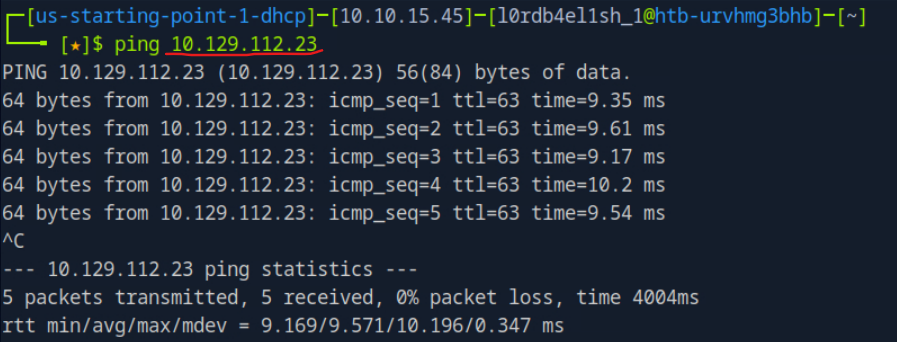 [us-starting-point-1-dhcp]-[10.10.15.45]-[l0rdb4el1sh_1@htb-urvhmg3bhb]-[~]
[★]$ ping 10.129.112.23
PING 10.129.112.23 (10.129.112.23) 56(84) bytes of data.
64 bytes from 10.129.112.23: icmp_seq=1 ttl=63 time=9.35 ms
64 bytes from 10.129.112.23: icmp_seq=2 ttl=63 time=9.61 ms
64 bytes from 10.129.112.23: icmp_seq=3 ttl=63 time=9.17 ms
64 bytes from 10.129.112.23: icmp_seq=4 ttl=63 time=10.2 ms
64 bytes from 10.129.112.23: icmp_seq=5 ttl=63 time=9.54 ms
^C
--- 10.129.112.23 ping statistics ---
5 packets transmitted, 5 received, 0% packet loss, time 4004ms
rtt min/avg/max/mdev = 9.169/9.571/10.196/0.347 ms